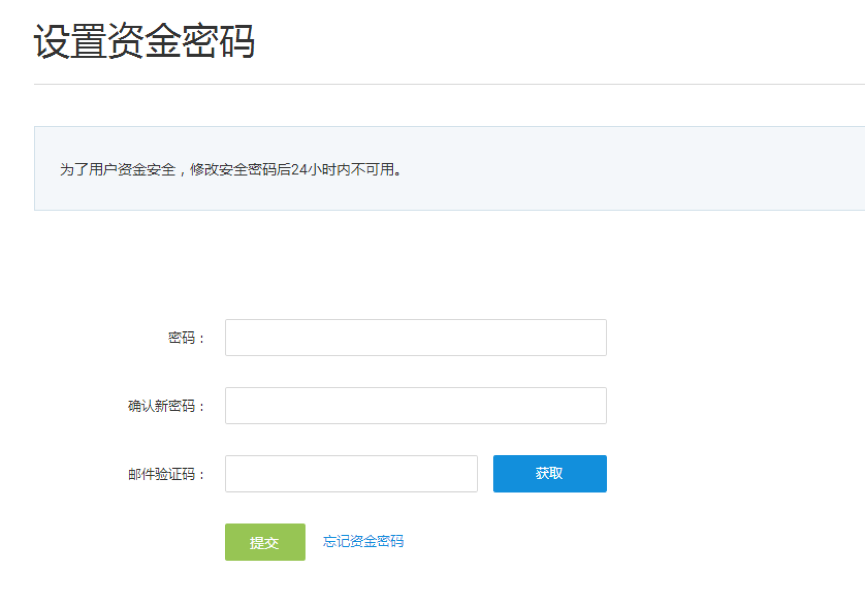 设置资金密码
为了用户资金安全，修改安全密码后24小时内不可用。
密码：
确认新密码：
邮件验证码： 获取
提交 忘记资金密码